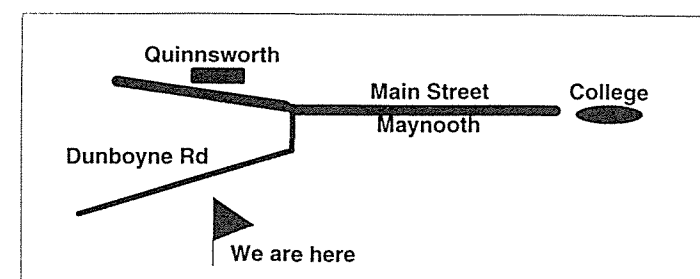 Quinnsworth
Main Street
College
Maynooth
Dunboyne Rd
We are here